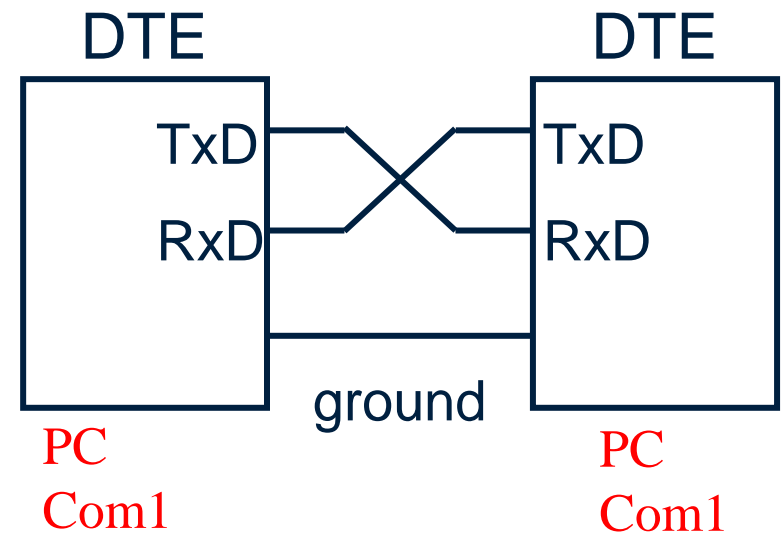 DTE
DTE
TxD
TxD
RxD
RxD
ground
PC
Com1
PC
Com1